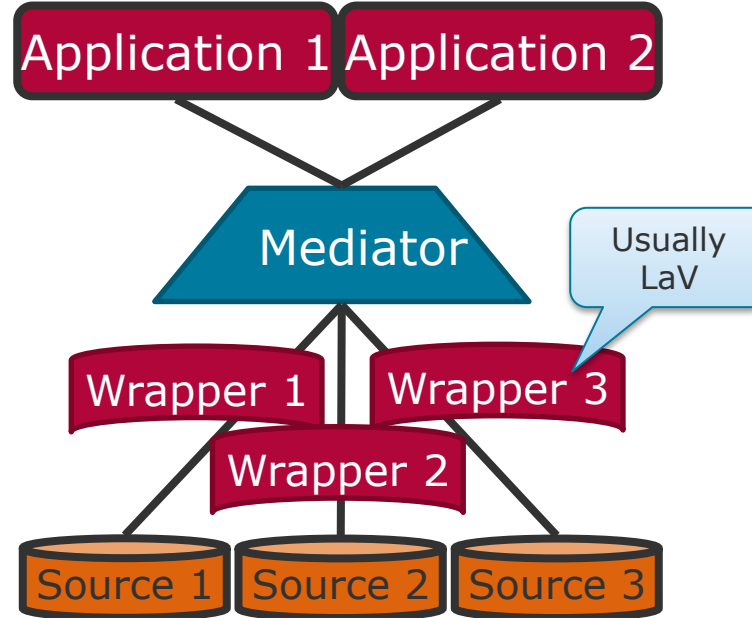 Application 1
Application 2
Mediator
Usually
LaV
Wrapper 1
Wrapper 3
Wrapper 2
Source 1
Source 2
Source 3